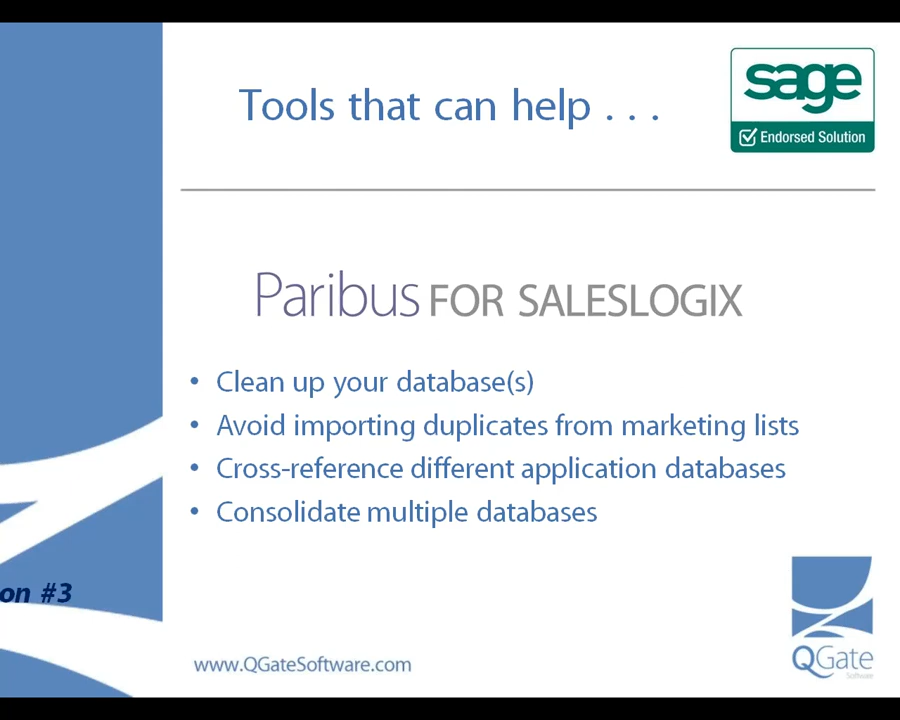 Tools that can help . . .
sage
Endorsed Solution
Paribus FOR SALESLOGIX
• Clean up your database(s)
• Avoid importing duplicates from marketing lists
• Cross-reference different application databases
• Consolidate multiple databases
on #3
www.QGateSoftware.com
QGate
Software